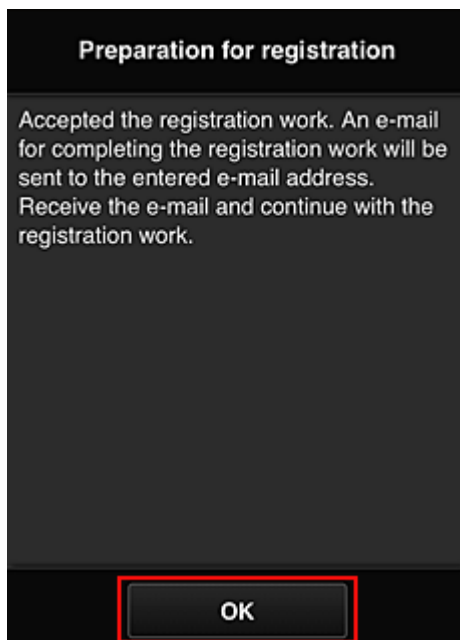 Preparation for registration
Accepted the registration work. An e-mail
for completing the registration work will be
sent to the entered e-mail address.
Receive the e-mail and continue with the
registration work.
OK